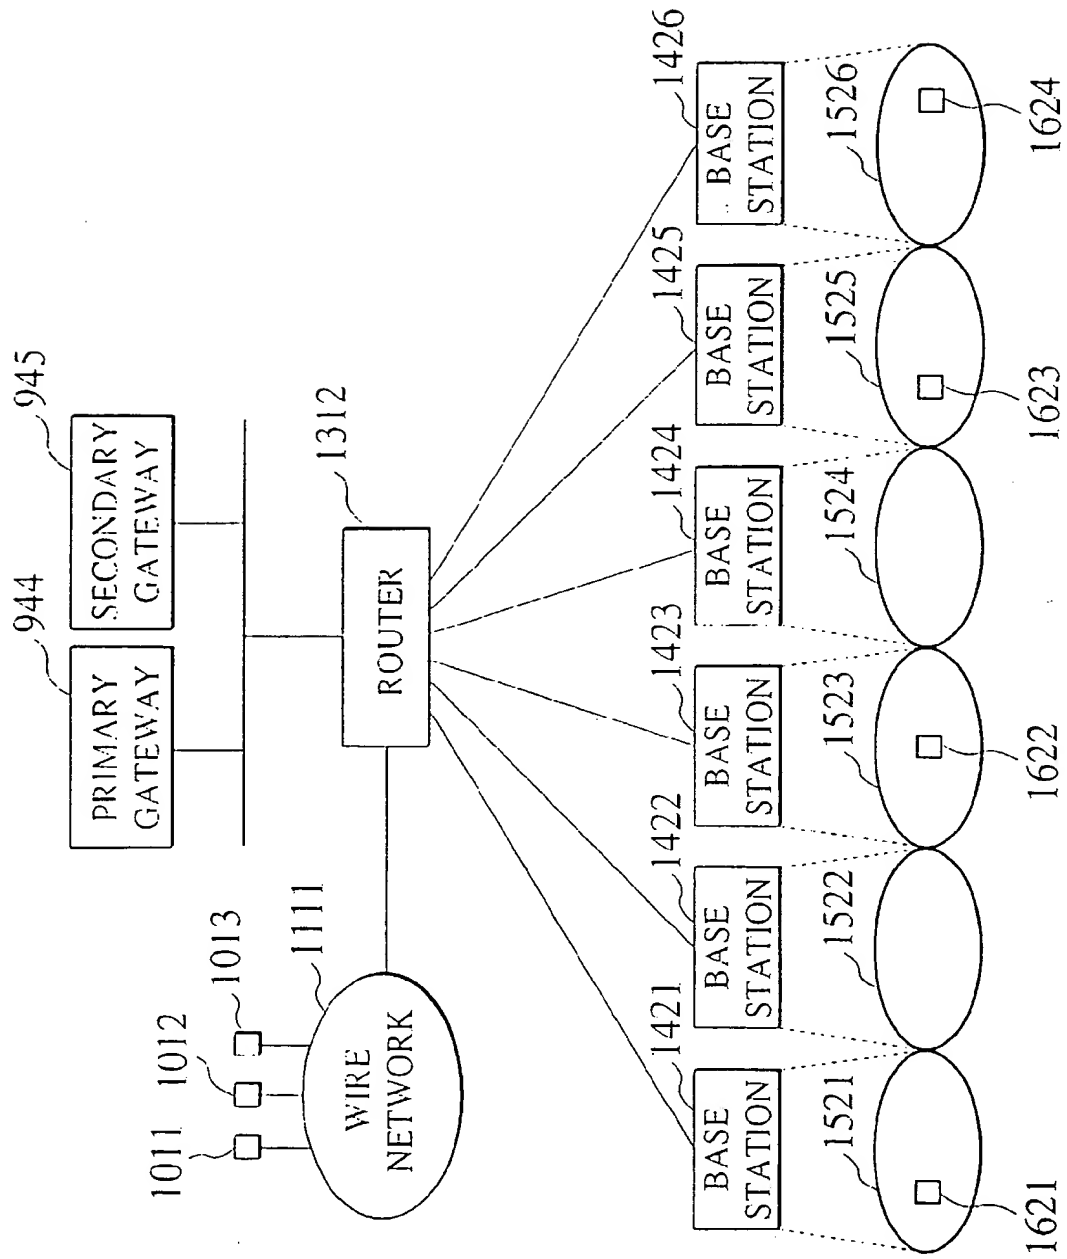 944
945
PRIMARY
GATEWAY
SECONDARY
GATEWAY
1011
1012
1013
1111
WIRE
NETWORK
1312
ROUTER
1421
1422
1423
1424
1425
1426
BASE
STATION
BASE
STATION
BASE
STATION
BASE
STATION
BASE
STATION
BASE
STATION
1521
1522
1523
1524
1525
1526
1621
1622
1623
1624